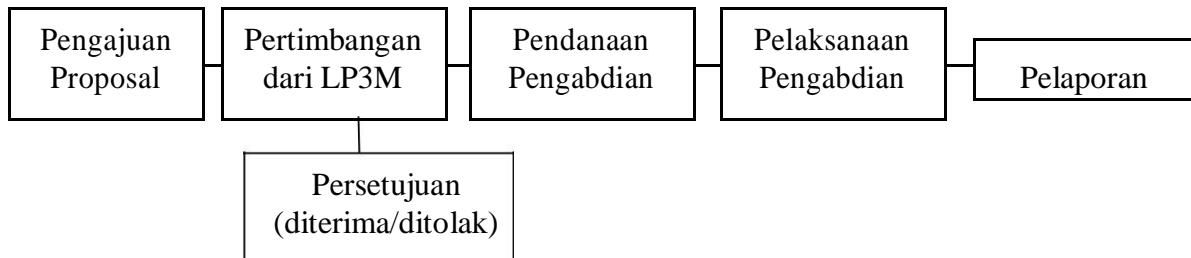 Pengajuan
Proposal
Pertimbangan
dari LP3M
Pendanaan
Pengabdian
Pelaksanaan
Pengabdian
Pelaporan
Persetujuan
(diterima/ditolak)